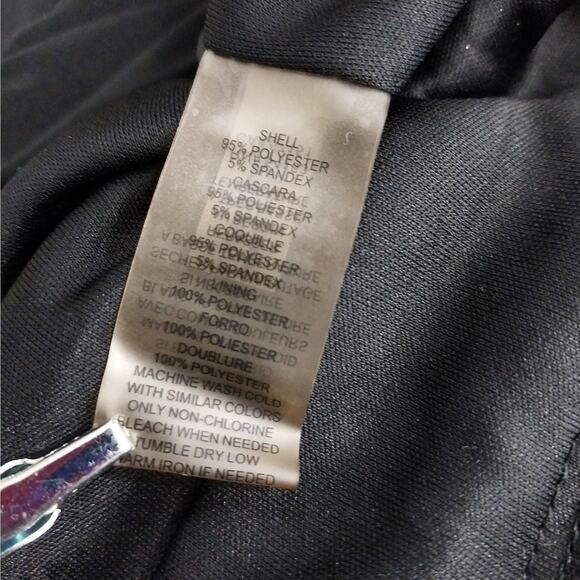 SHELL
95% POLYESTER
5% SPANDEX
CASCARA
95% POLIESTER
5% SPANDEX
COQUILLE
95% POLYESTER
5% SPANDEX
LINING
100% POLYESTER
FORRO
100% POLIESTER
DOUBLURE
100% POLYESTER
MACHINE WASH COLD
WITH SIMILAR COLORS
ONLY NON-CHLORINE
BLEACH WHEN NEEDED
TUMBLE DRY LOW
WARM IRON IF NEEDED